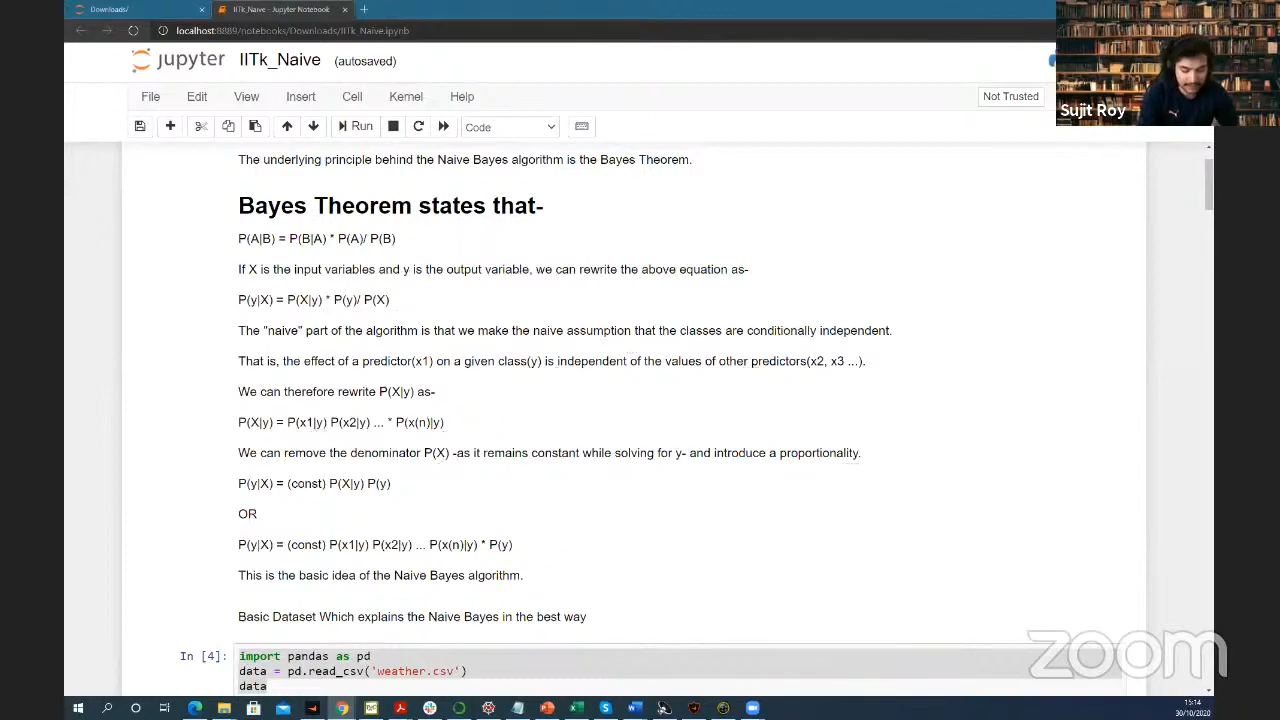 Downloads/
IITk_Naive - Jupyter Notebook
localhost:8889/notebooks/Downloads/IITk_Naive.ipynb
jupyter IITk_Naive (autosaved)
File Edit View Insert Cell Kernel Help
Not Trusted
Sujit Roy
Run
Code
The underlying principle behind the Naive Bayes algorithm is the Bayes Theorem.
Bayes Theorem states that-
P(A|B) = P(B|A) * P(A)/ P(B)
If X is the input variables and y is the output variable, we can rewrite the above equation as-
P(y|X) = P(X|y) * P(y)/ P(X)
The "naive" part of the algorithm is that we make the naive assumption that the classes are conditionally independent.
That is, the effect of a predictor(x1) on a given class(y) is independent of the values of other predictors(x2, x3 ...).
We can therefore rewrite P(X|y) as-
P(X|y) = P(x1|y) P(x2|y) ... * P(x(n)|y)
We can remove the denominator P(X) -as it remains constant while solving for y- and introduce a proportionality.
P(y|X) = (const) P(X|y) P(y)
OR
P(y|X) = (const) P(x1|y) P(x2|y) ... P(x(n)|y) * P(y)
This is the basic idea of the Naive Bayes algorithm.
Basic Dataset Which explains the Naive Bayes in the best way
In [4]: import pandas as pd
data = pd.read_csv('weather.csv')
data
zoom
15:14
30/10/2020